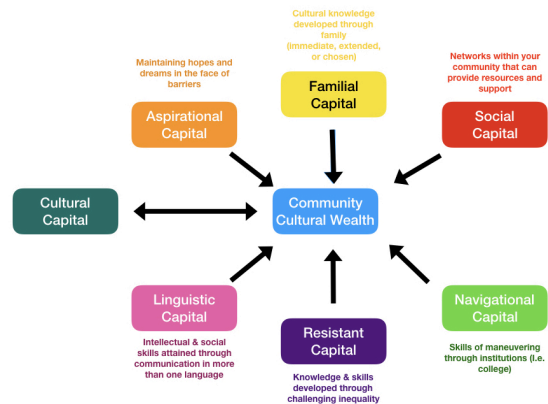 Cultural knowledge
developed through
family
(immediate, extended,
or chosen)
Maintaining hopes and
dreams in the face of
barriers
Networks within your
community that can
provide resources and
support
Aspirational
Capital
Familial
Capital
Social
Capital
Cultural
Capital
Community
Cultural Wealth
Linguistic
Capital
Resistant
Capital
Navigational
Capital
Intellectual & social
skills attained through
communication in more
than one language
Knowledge & skills
developed through
challenging inequality
Skills of maneuvering
through institutions (I.e.
college)